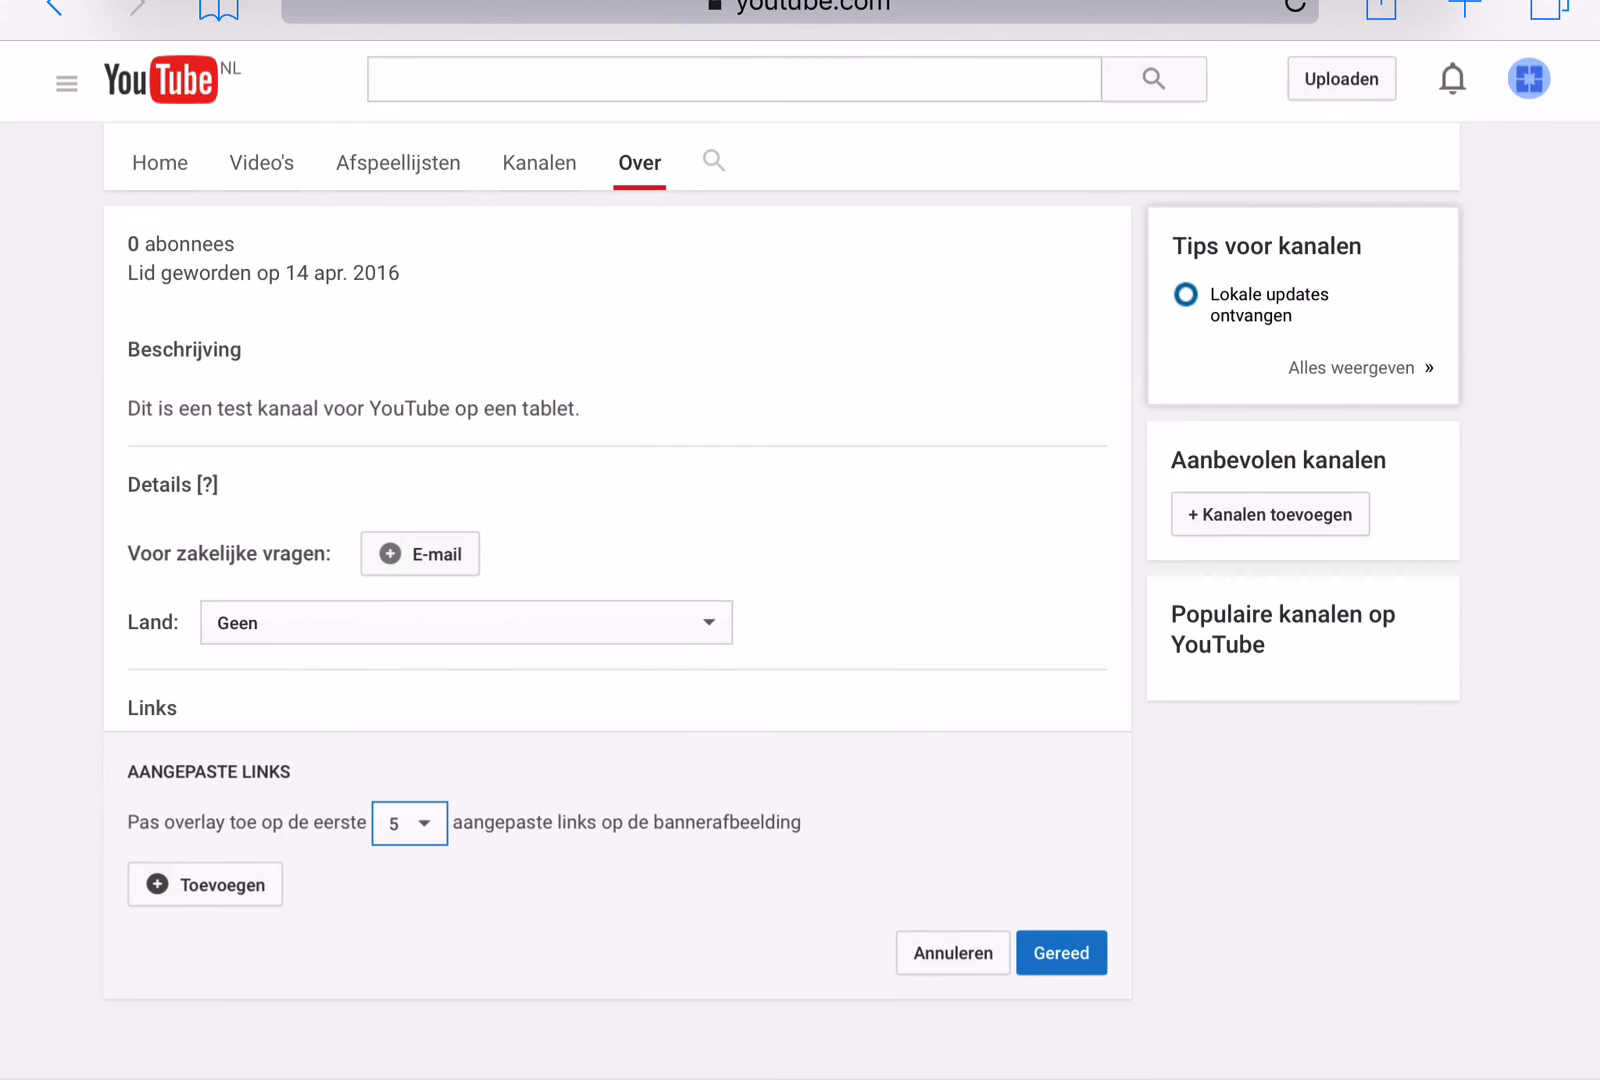 youtube.com
YouTube NL
Uploaden
Home Video's Afspeellijsten Kanalen Over
0 abonnees
Lid geworden op 14 apr. 2016
Beschrijving
Dit is een test kanaal voor YouTube op een tablet.
Details [?]
Voor zakelijke vragen: E-mail
Land: Geen
Links
AANGEPASTE LINKS
Pas overlay toe op de eerste 5 aangepaste links op de bannerafbeelding
Toevoegen
Annuleren Gereed
Tips voor kanalen
Lokale updates
ontvangen
Alles weergeven »
Aanbevolen kanalen
+ Kanalen toevoegen
Populaire kanalen op
YouTube